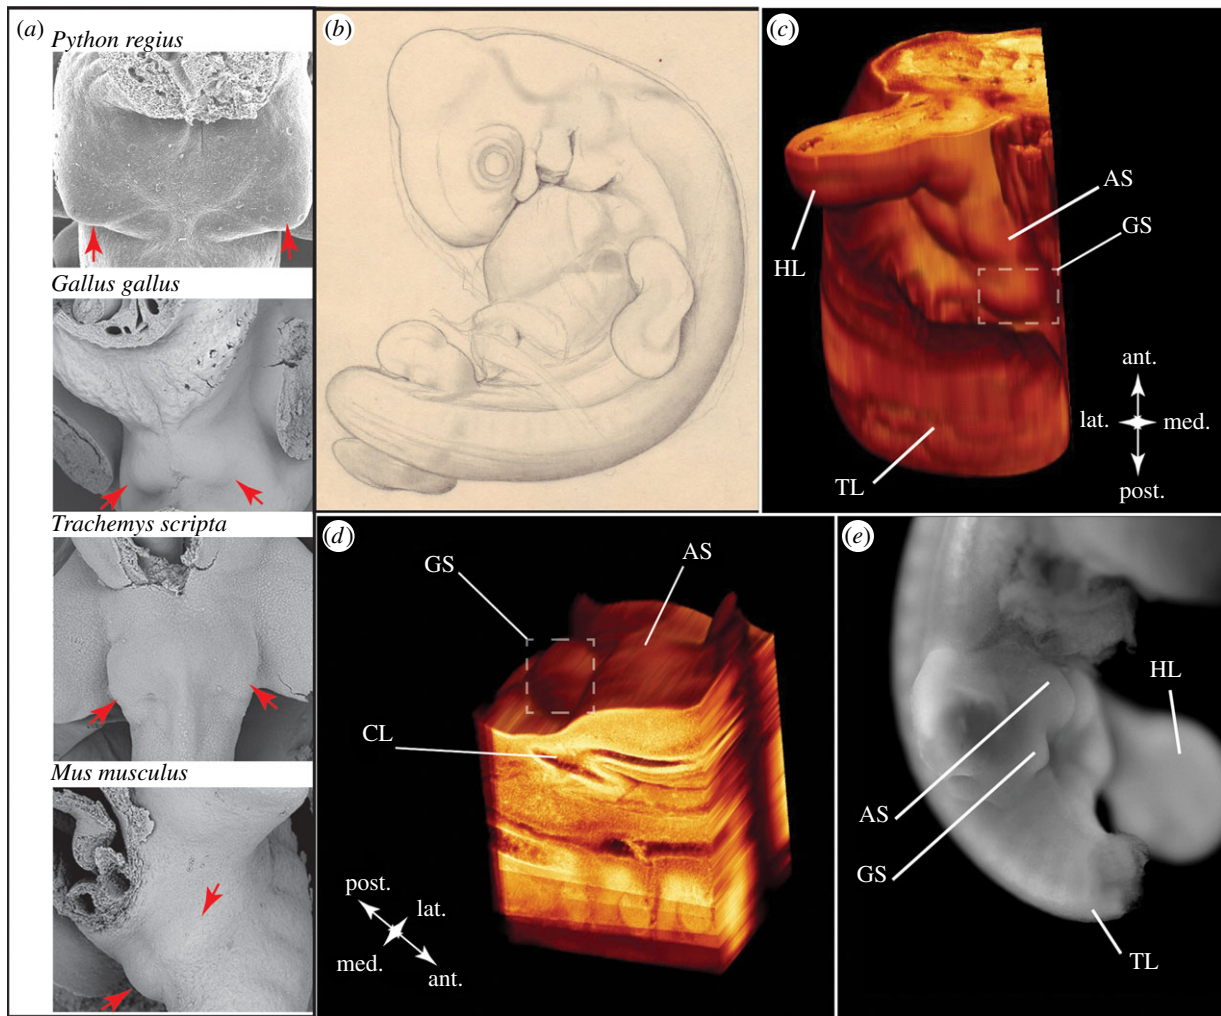 (a)
Python regius
Gallus gallus
Trachemys scripta
Mus musculus
(b)
(c)
AS
GS
HL
ant.
lat.
med.
post.
TL
(d)
GS
AS
CL
post.
lat.
med.
ant.
(e)
HL
AS
GS
TL